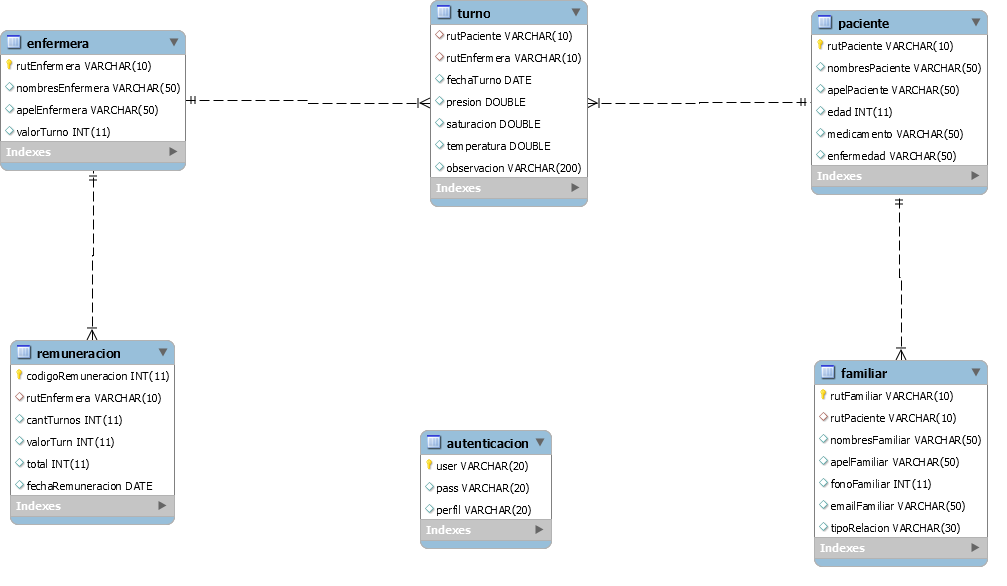 enfermera
rutEnfermera VARCHAR(10)
nombresEnfermera VARCHAR(50)
apelEnfermera VARCHAR(50)
valorTurno INT(11)
Indexes
turno
rutPaciente VARCHAR(10)
rutEnfermera VARCHAR(10)
fechaTurno DATE
presion DOUBLE
saturacion DOUBLE
temperatura DOUBLE
observacion VARCHAR(200)
Indexes
paciente
rutPaciente VARCHAR(10)
nombresPaciente VARCHAR(50)
apelPaciente VARCHAR(50)
edad INT(11)
medicamento VARCHAR(50)
enfermedad VARCHAR(50)
Indexes
remuneracion
codigoRemuneracion INT(11)
rutEnfermera VARCHAR(10)
cantTurnos INT(11)
valorTurn INT(11)
total INT(11)
fechaRemuneracion DATE
Indexes
autenticacion
user VARCHAR(20)
pass VARCHAR(20)
perfil VARCHAR(20)
Indexes
familiar
rutFamiliar VARCHAR(10)
rutPaciente VARCHAR(10)
nombresFamiliar VARCHAR(50)
apelFamiliar VARCHAR(50)
fonoFamiliar INT(11)
emailFamiliar VARCHAR(50)
tipoRelacion VARCHAR(30)
Indexes